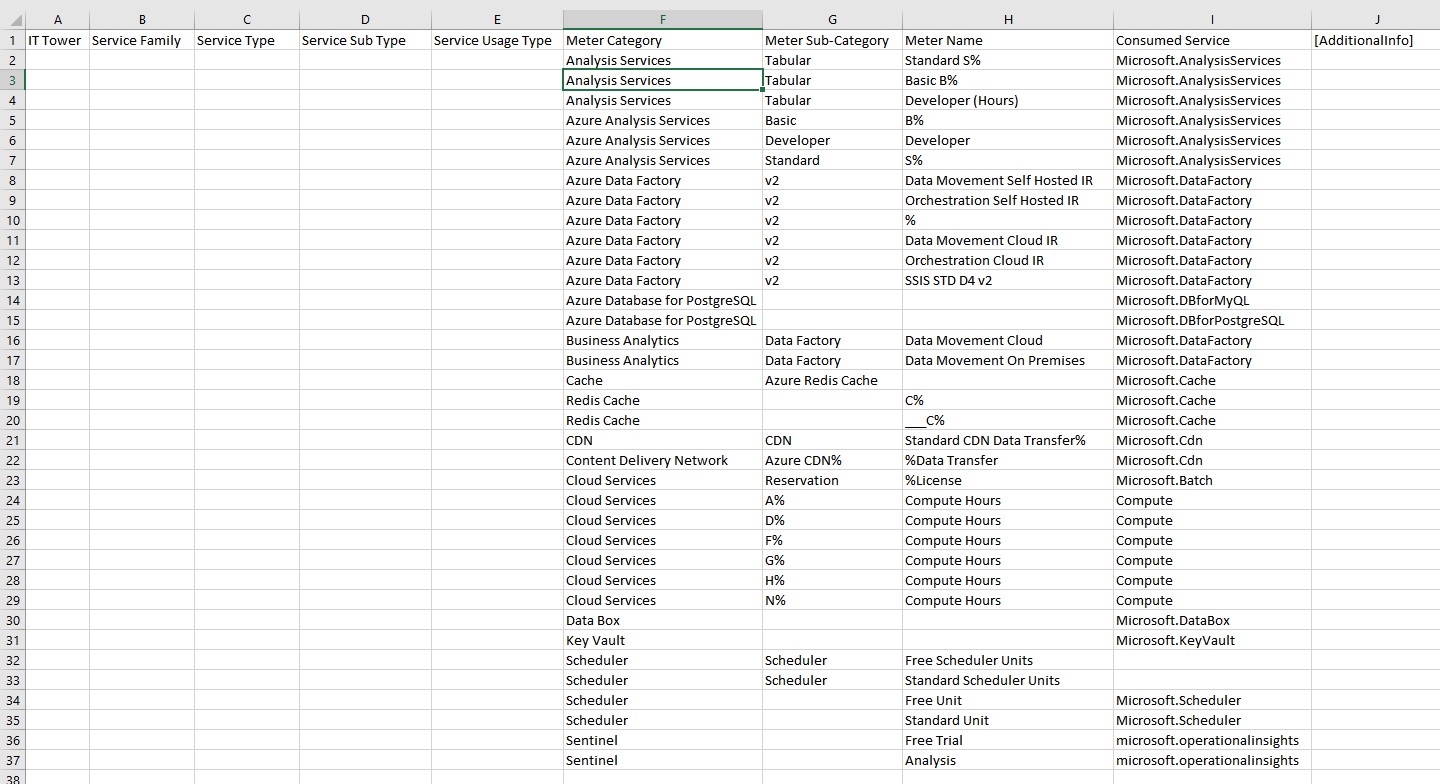 A B C D E F G H I J
1 IT Tower Service Family Service Type Service Sub Type Service Usage Type Meter Category Meter Sub-Category Meter Name Consumed Service [AdditionalInfo]
2 Analysis Services Tabular Standard S% Microsoft.AnalysisServices
3 Analysis Services Tabular Basic B% Microsoft.AnalysisServices
4 Analysis Services Tabular Developer (Hours) Microsoft.AnalysisServices
5 Azure Analysis Services Basic B% Microsoft.AnalysisServices
6 Azure Analysis Services Developer Developer Microsoft.AnalysisServices
7 Azure Analysis Services Standard S% Microsoft.AnalysisServices
8 Azure Data Factory v2 Data Movement Self Hosted IR Microsoft.DataFactory
9 Azure Data Factory v2 Orchestration Self Hosted IR Microsoft.DataFactory
10 Azure Data Factory v2 % Microsoft.DataFactory
11 Azure Data Factory v2 Data Movement Cloud IR Microsoft.DataFactory
12 Azure Data Factory v2 Orchestration Cloud IR Microsoft.DataFactory
13 Azure Data Factory v2 SSIS STD D4 v2 Microsoft.DataFactory
14 Azure Database for PostgreSQL Microsoft.DBforMyQL
15 Azure Database for PostgreSQL Microsoft.DBforPostgreSQL
16 Business Analytics Data Factory Data Movement Cloud Microsoft.DataFactory
17 Business Analytics Data Factory Data Movement On Premises Microsoft.DataFactory
18 Cache Azure Redis Cache Microsoft.Cache
19 Redis Cache C% Microsoft.Cache
20 Redis Cache ___C% Microsoft.Cache
21 CDN CDN Standard CDN Data Transfer% Microsoft.Cdn
22 Content Delivery Network Azure CDN% %Data Transfer Microsoft.Cdn
23 Cloud Services Reservation %License Microsoft.Batch
24 Cloud Services A% Compute Hours Compute
25 Cloud Services D% Compute Hours Compute
26 Cloud Services F% Compute Hours Compute
27 Cloud Services G% Compute Hours Compute
28 Cloud Services H% Compute Hours Compute
29 Cloud Services N% Compute Hours Compute
30 Data Box Microsoft.DataBox
31 Key Vault Microsoft.KeyVault
32 Scheduler Scheduler Free Scheduler Units
33 Scheduler Scheduler Standard Scheduler Units
34 Scheduler Free Unit Microsoft.Scheduler
35 Scheduler Standard Unit Microsoft.Scheduler
36 Sentinel Free Trial microsoft.operationalinsights
37 Sentinel Analysis microsoft.operationalinsights
38